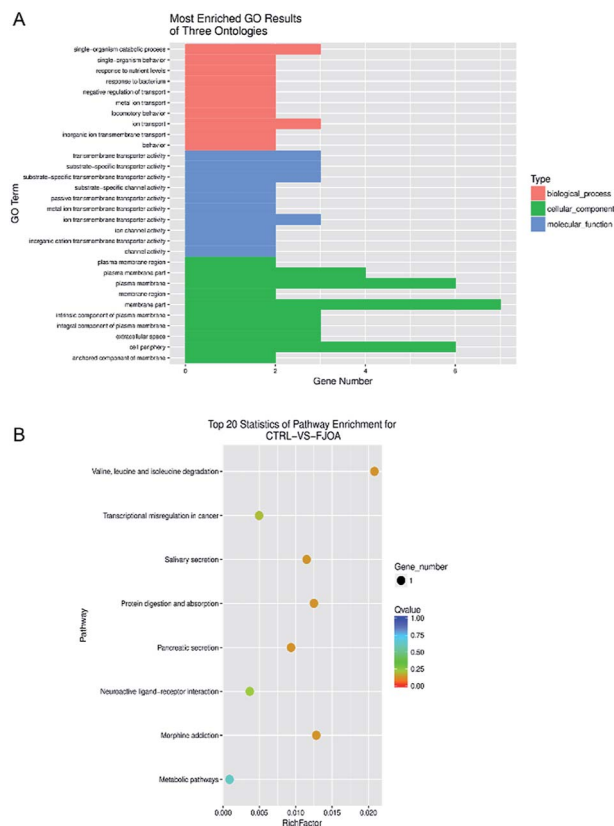 A
Most Enriched GO Results
of Three Ontologies
single-organism catabolic process
single-organism behavior
response to nutrient levels
response to bacterium
negative regulation of transport
metal ion transport
locomotory behavior
ion transport
inorganic ion transmembrane transport
behavior
transmembrane transporter activity
substrate-specific transporter activity
substrate-specific transmembrane transporter activity
substrate-specific channel activity
passive transmembrane transporter activity
metal ion transmembrane transporter activity
ion transmembrane transporter activity
ion channel activity
inorganic cation transmembrane transporter activity
channel activity
plasma membrane region
plasma membrane part
plasma membrane
membrane region
membrane part
intrinsic component of plasma membrane
integral component of plasma membrane
extracellular space
cell periphery
anchored component of membrane
GO Term
0 2 4 6
Gene Number
Type
biological_process
cellular_component
molecular_function
B
Top 20 Statistics of Pathway Enrichment for
CTRL-VS-FJOA
Valine, leucine and isoleucine degradation
Transcriptional misregulation in cancer
Salivary secretion
Protein digestion and absorption
Pancreatic secretion
Neuroactive ligand-receptor interaction
Morphine addiction
Metabolic pathways
Pathway
0.000 0.005 0.010 0.015 0.020
RichFactor
Gene_number
1
Qvalue
1.00
0.75
0.50
0.25
0.00